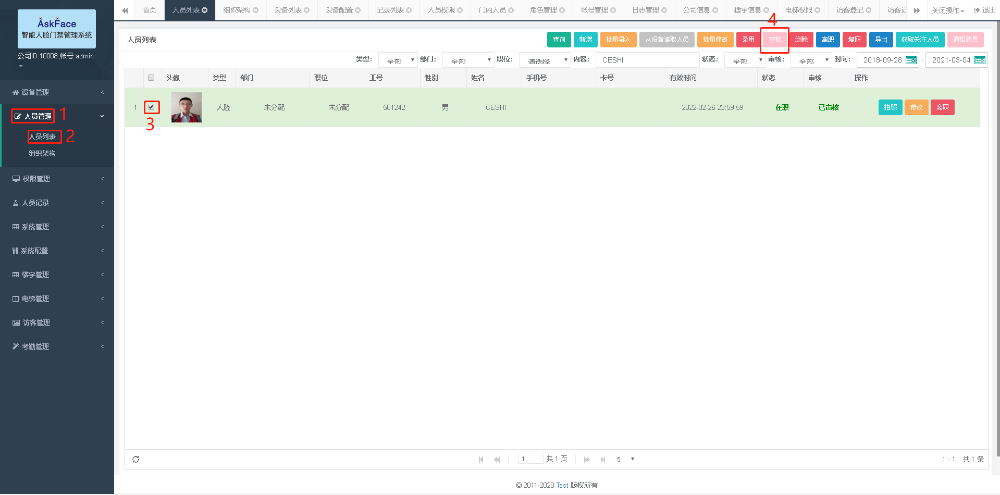 AskFace
智能人脸门禁管理系统
公司ID:10008,帐号:admin
设备管理
人员管理 1
人员列表 2
组织架构
权限管理
人员记录
系统管理
系统配置
楼宇管理
电梯管理
访客管理
考勤管理
首页 人员列表 组织架构 设备列表 设备配置 记录列表 人员权限 门内人员 角色管理 帐号管理 日志管理 公司信息 楼宇信息 电梯权限 访客登记 访客记 关闭操作 退出
4
人员列表 查询 新增 批量导入 从设备读取人员 批量修改 录用 审批 删除 离职 复职 导出 获取关注人员 通知消息
类型: 全部 部门: 全部 职位: 请选择 内容: CESHI 状态: 全部 审核: 全部 时间: 2018-09-28 - 2021-03-04
头像 类型 部门 职位 工号 性别 姓名 手机号 卡号 有效时间 状态 审核 操作
1 人脸 未分配 未分配 501242 男 CESHI 2022-02-26 23:59:59 在职 已审核 拍照 修改 离职
3
1 共 1 页 5 1 - 1 共 1 条
© 2011-2020 Test 版权所有